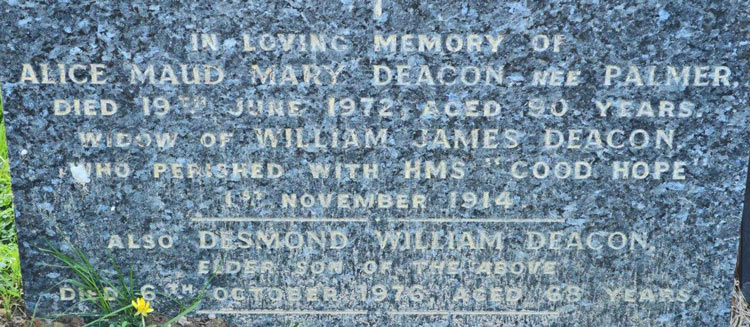 IN LOVING MEMORY OF
ALICE MAUD MARY DEACON, NEE PALMER
DIED 19TH JUNE 1972, AGED 90 YEARS.
WIDOW OF WILLIAM JAMES DEACON,
WHO PERISHED WITH HMS "GOOD HOPE"
1ST NOVEMBER 1914
ALSO DESMOND WILLIAM DEACON,
ELDER SON OF THE ABOVE
DIED 6TH OCTOBER 1976, AGED 68 YEARS.